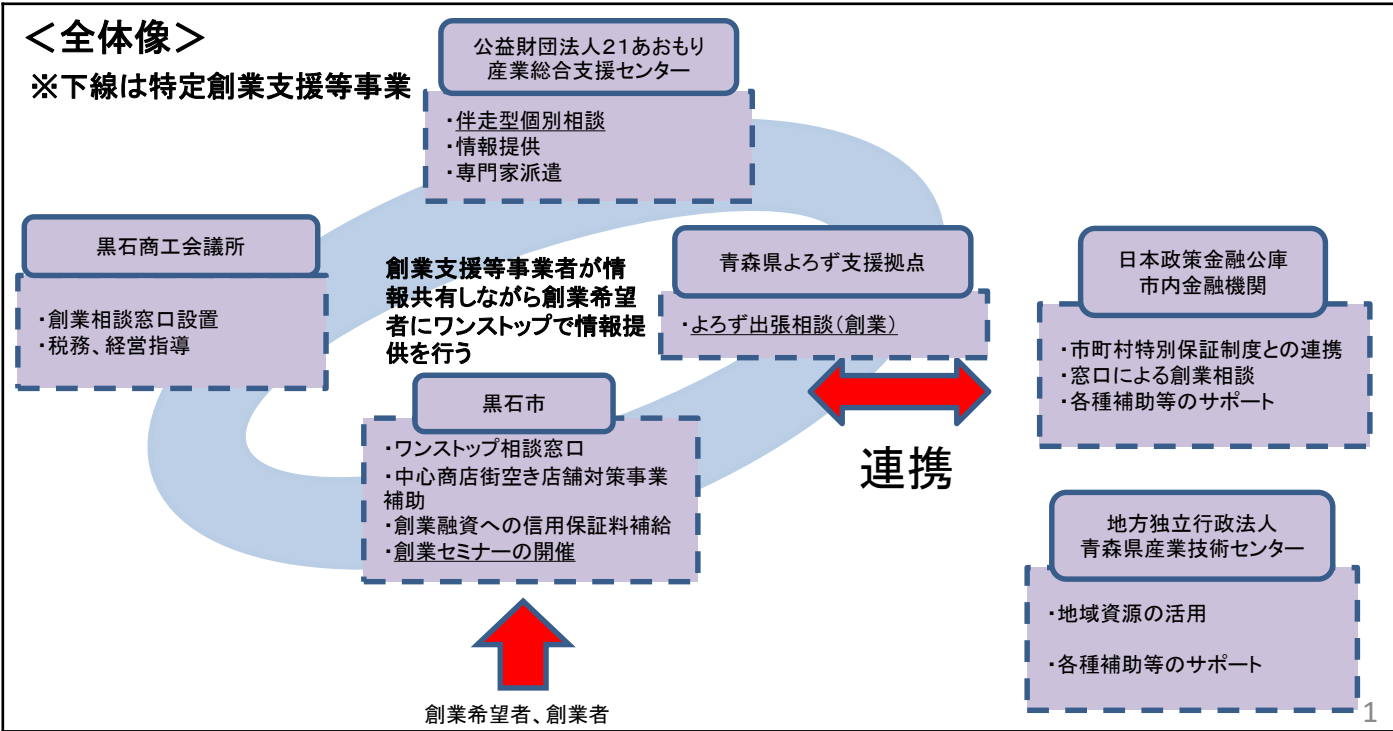 ＜全体像＞
※下線は特定創業支援等事業
公益財団法人２１あおもり
産業総合支援センター
・伴走型個別相談
・情報提供
・専門家派遣
黒石商工会議所
・創業相談窓口設置
・税務、経営指導
創業支援等事業者が情
報共有しながら創業希望
者にワンストップで情報提
供を行う
青森県よろず支援拠点
・よろず出張相談（創業）
日本政策金融公庫
市内金融機関
・市町村特別保証制度との連携
・窓口による創業相談
・各種補助等のサポート
黒石市
・ワンストップ相談窓口
・中心商店街空き店舗対策事業
補助
・創業融資への信用保証料補給
・創業セミナーの開催
連携
地方独立行政法人
青森県産業技術センター
・地域資源の活用
・各種補助等のサポート
創業希望者、創業者
1